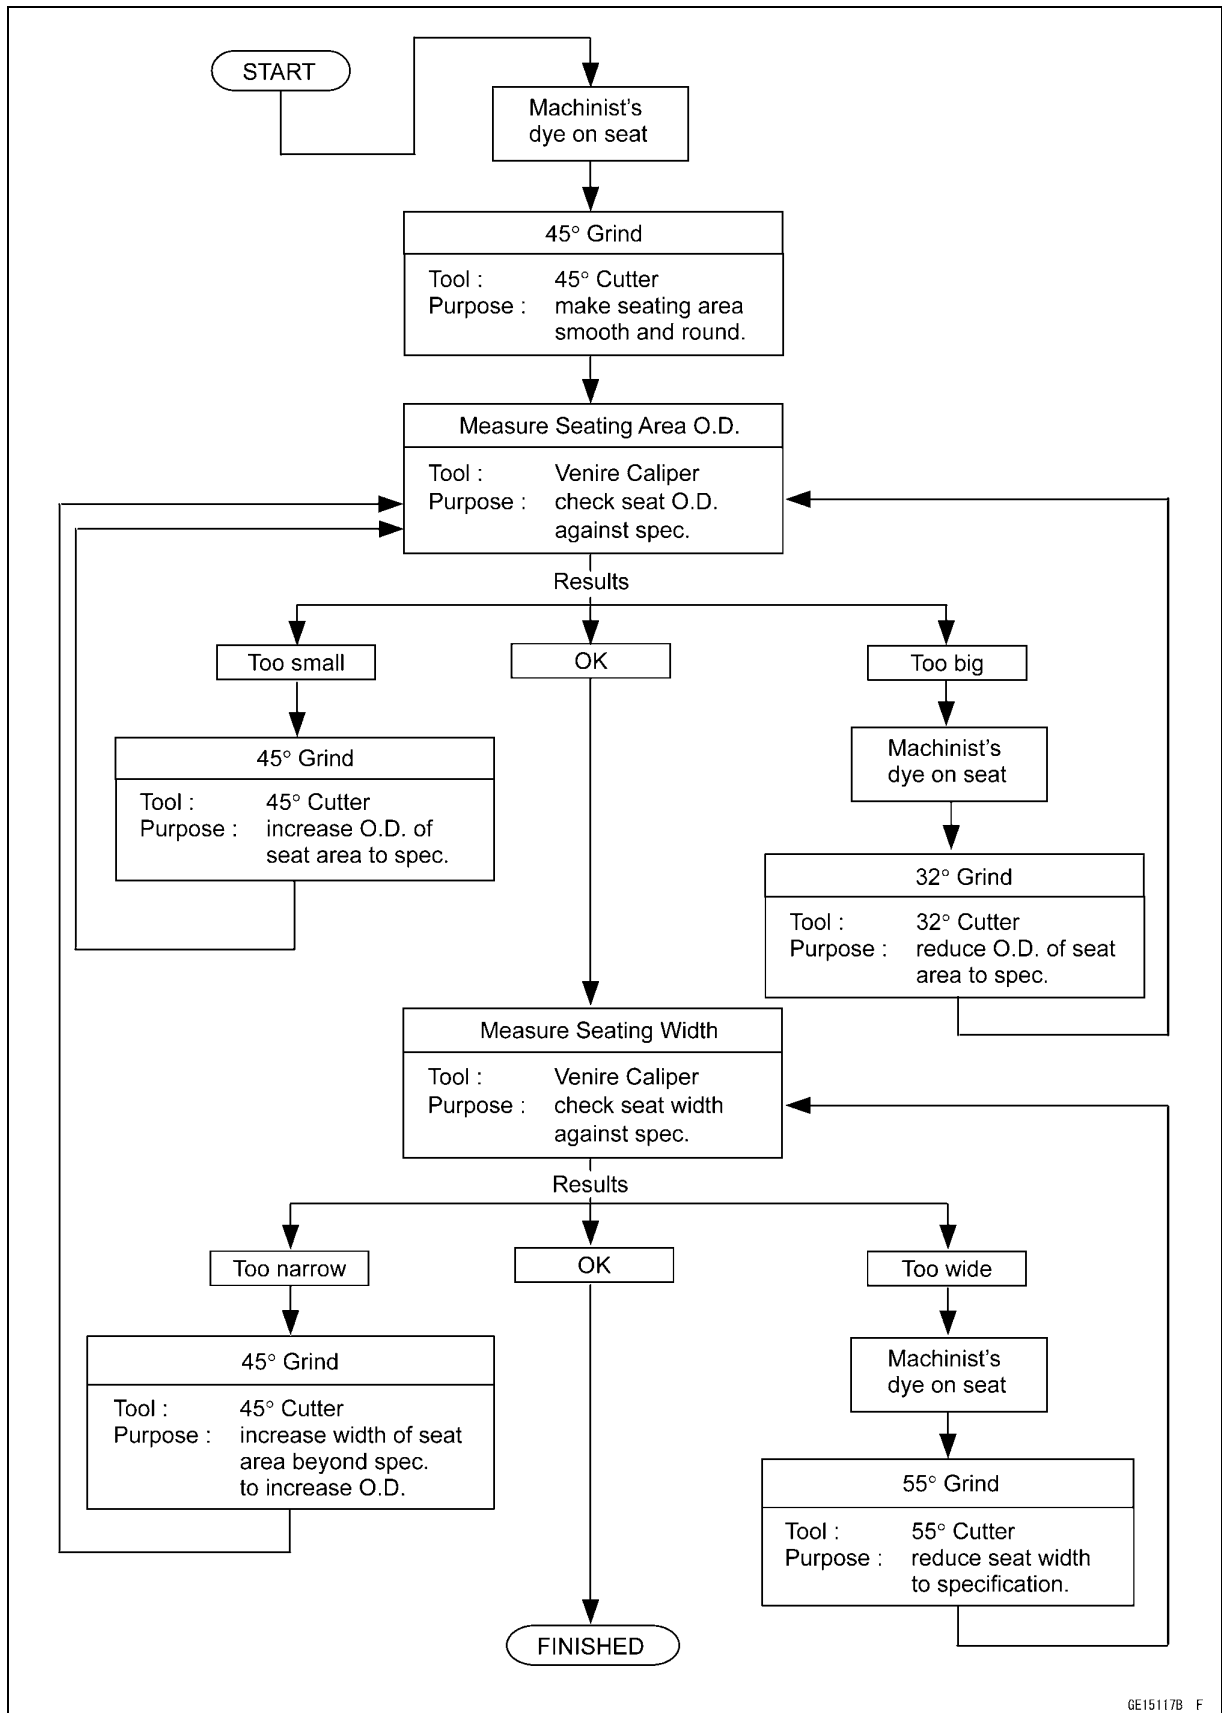 START
Machinist's
dye on seat
45° Grind
Tool : 45° Cutter
Purpose : make seating area
smooth and round.
Measure Seating Area O.D.
Tool : Venire Caliper
Purpose : check seat O.D.
against spec.
Results
Too small
OK
Too big
45° Grind
Tool : 45° Cutter
Purpose : increase O.D. of
seat area to spec.
Machinist's
dye on seat
32° Grind
Tool : 32° Cutter
Purpose : reduce O.D. of seat
area to spec.
Measure Seating Width
Tool : Venire Caliper
Purpose : check seat width
against spec.
Results
Too narrow
OK
Too wide
45° Grind
Tool : 45° Cutter
Purpose : increase width of seat
area beyond spec.
to increase O.D.
Machinist's
dye on seat
55° Grind
Tool : 55° Cutter
Purpose : reduce seat width
to specification.
FINISHED
GE15117B F